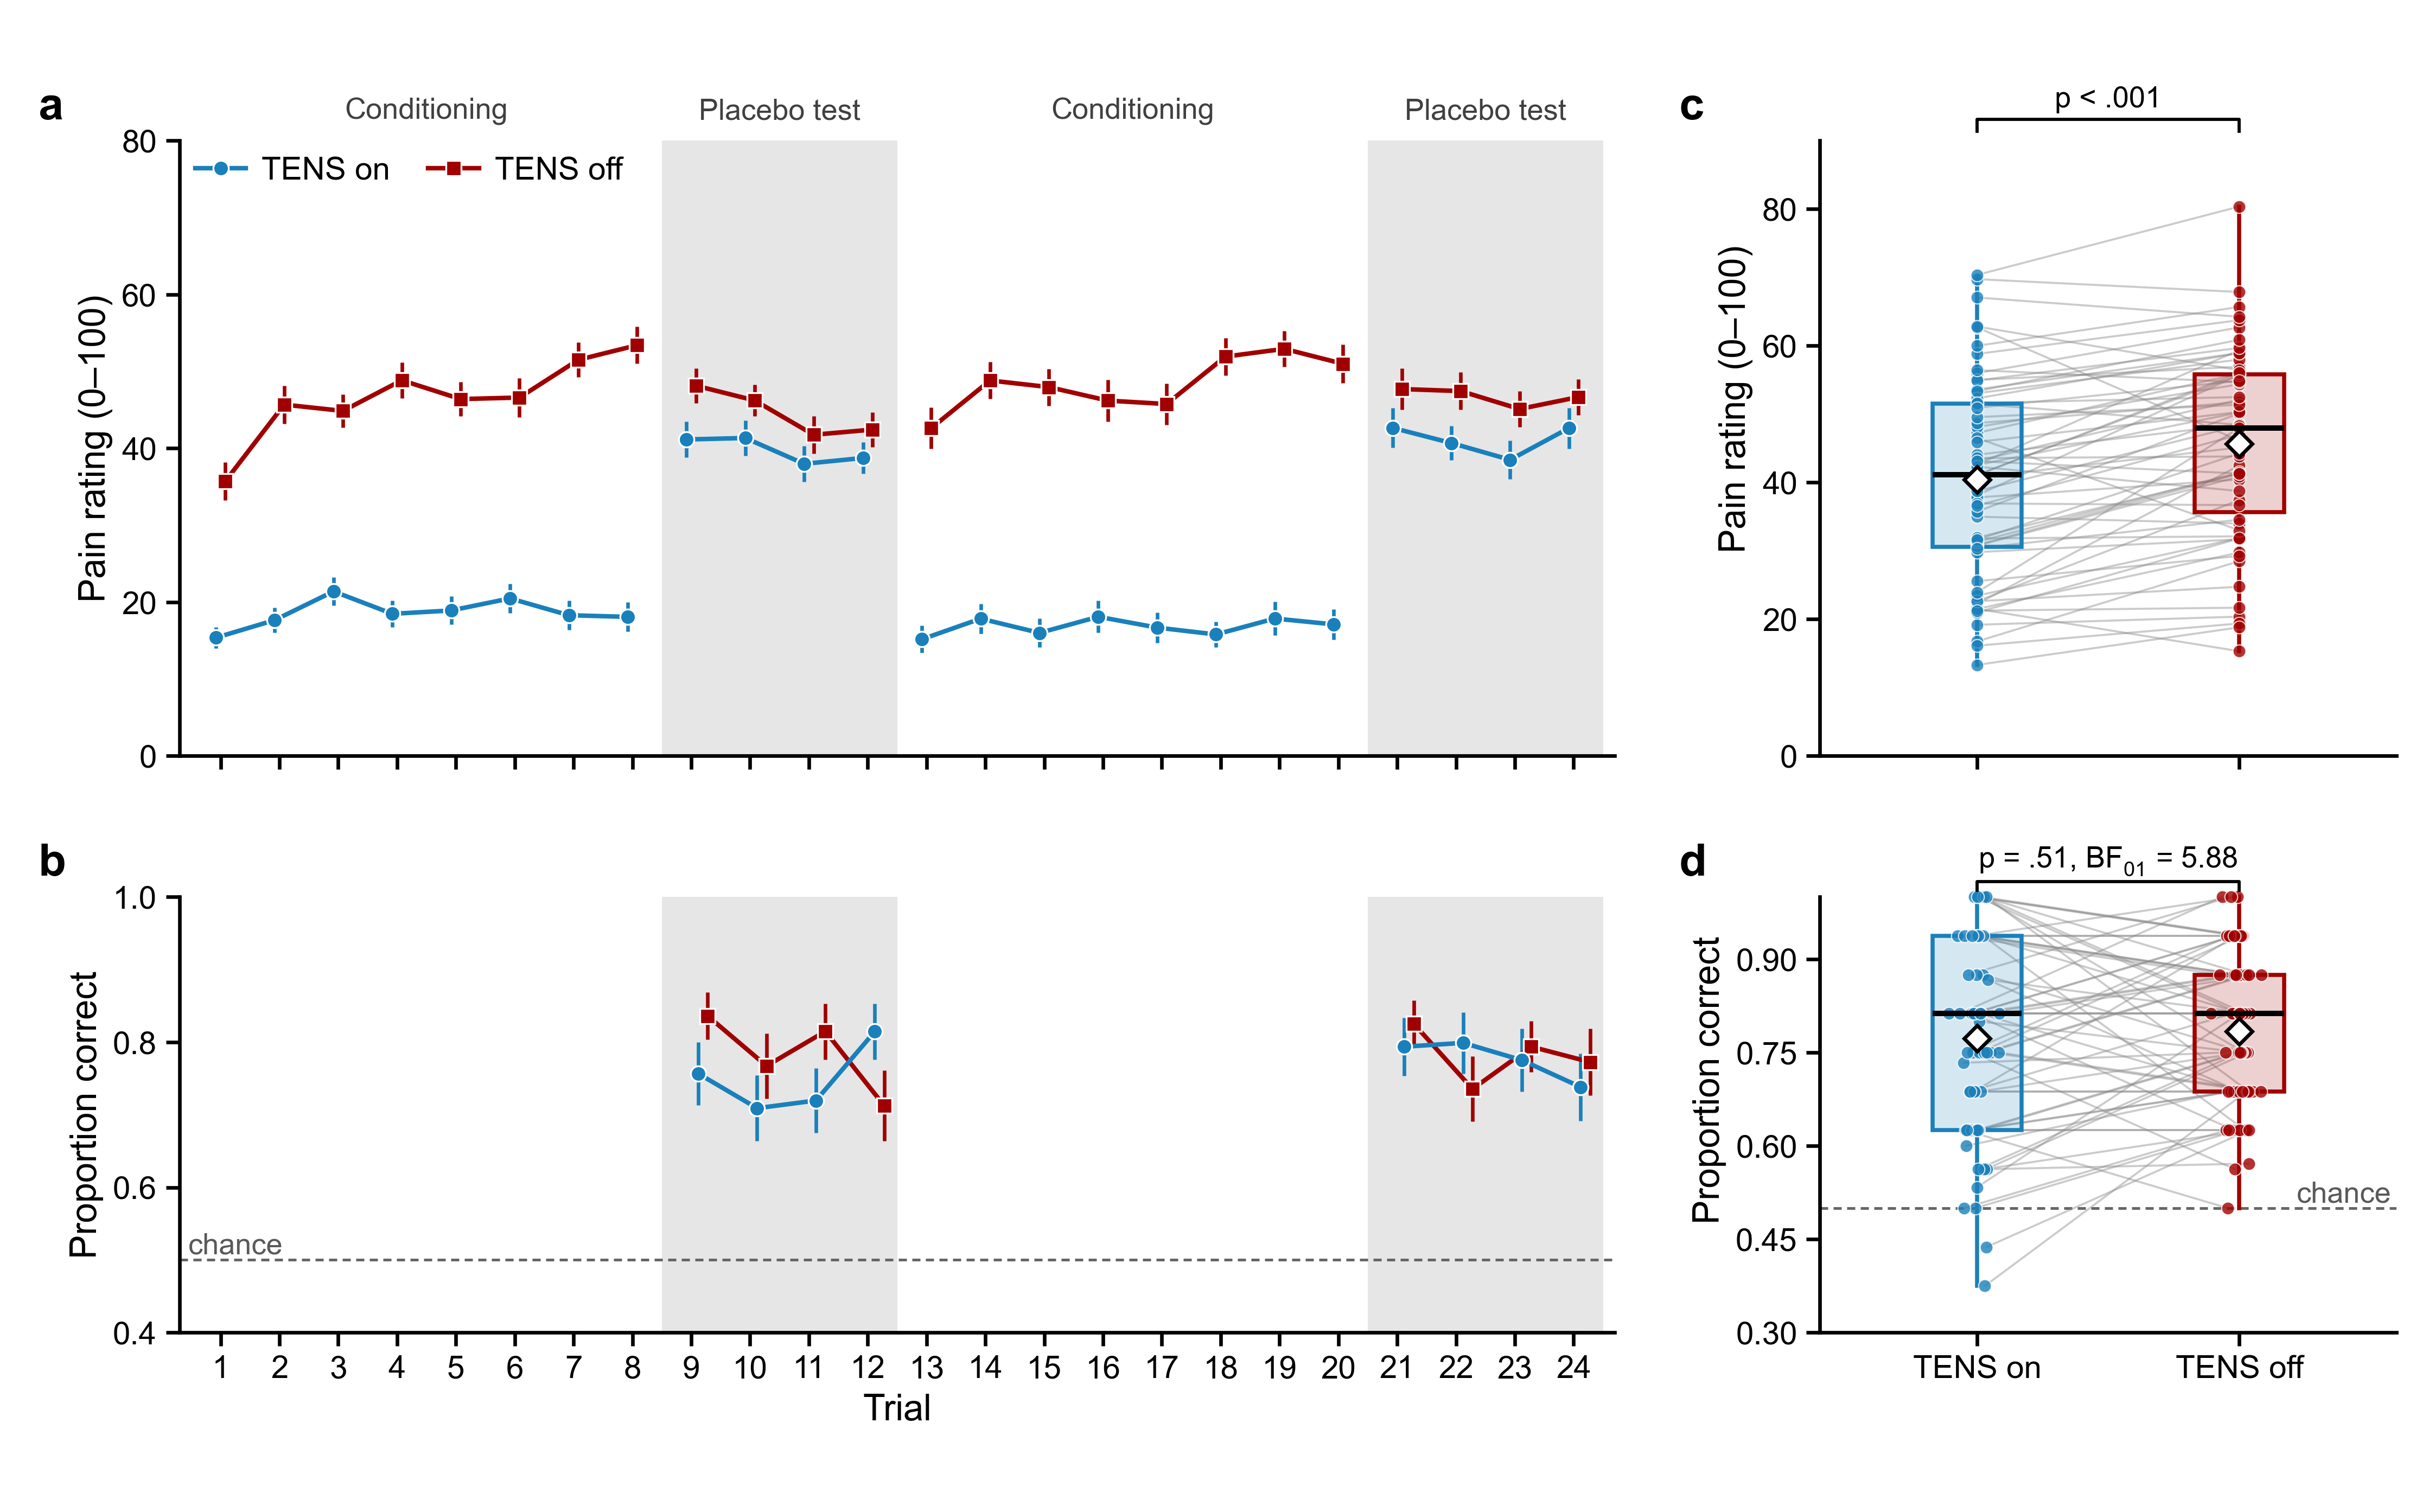 a
Conditioning
Placebo test
Conditioning
Placebo test
TENS on
TENS off
Pain rating (0–100)
80
60
40
20
0
c
p < .001
Pain rating (0–100)
80
60
40
20
0
b
Proportion correct
1.0
0.8
0.6
0.4
chance
1 2 3 4 5 6 7 8 9 10 11 12 13 14 15 16 17 18 19 20 21 22 23 24
Trial
d
p = .51, BF01 = 5.88
Proportion correct
0.90
0.75
0.60
0.45
0.30
chance
TENS on
TENS off